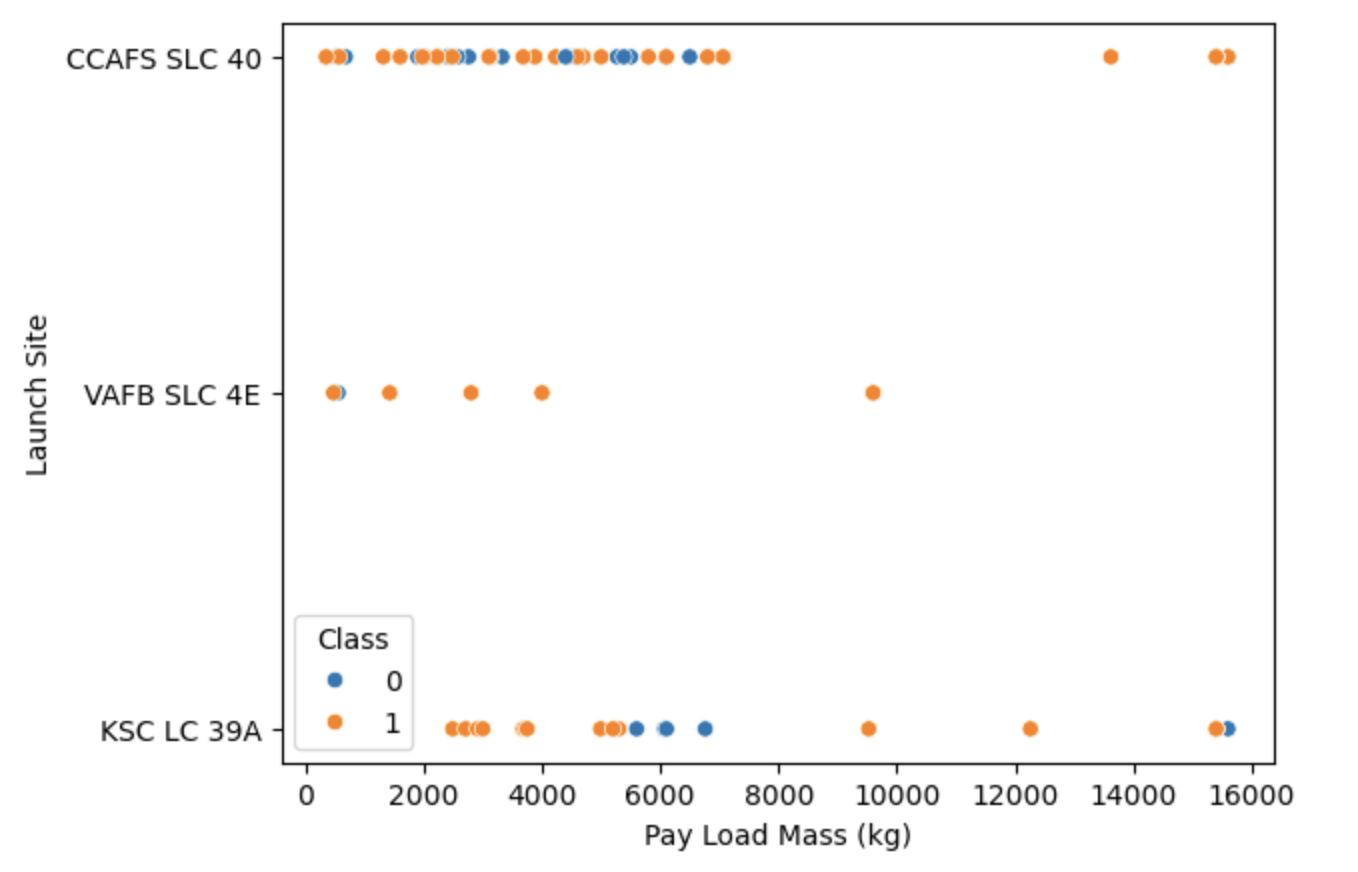 CCAFS SLC 40
VAFB SLC 4E
KSC LC 39A
Launch Site
Class
0
1
0 2000 4000 6000 8000 10000 12000 14000 16000
Pay Load Mass (kg)